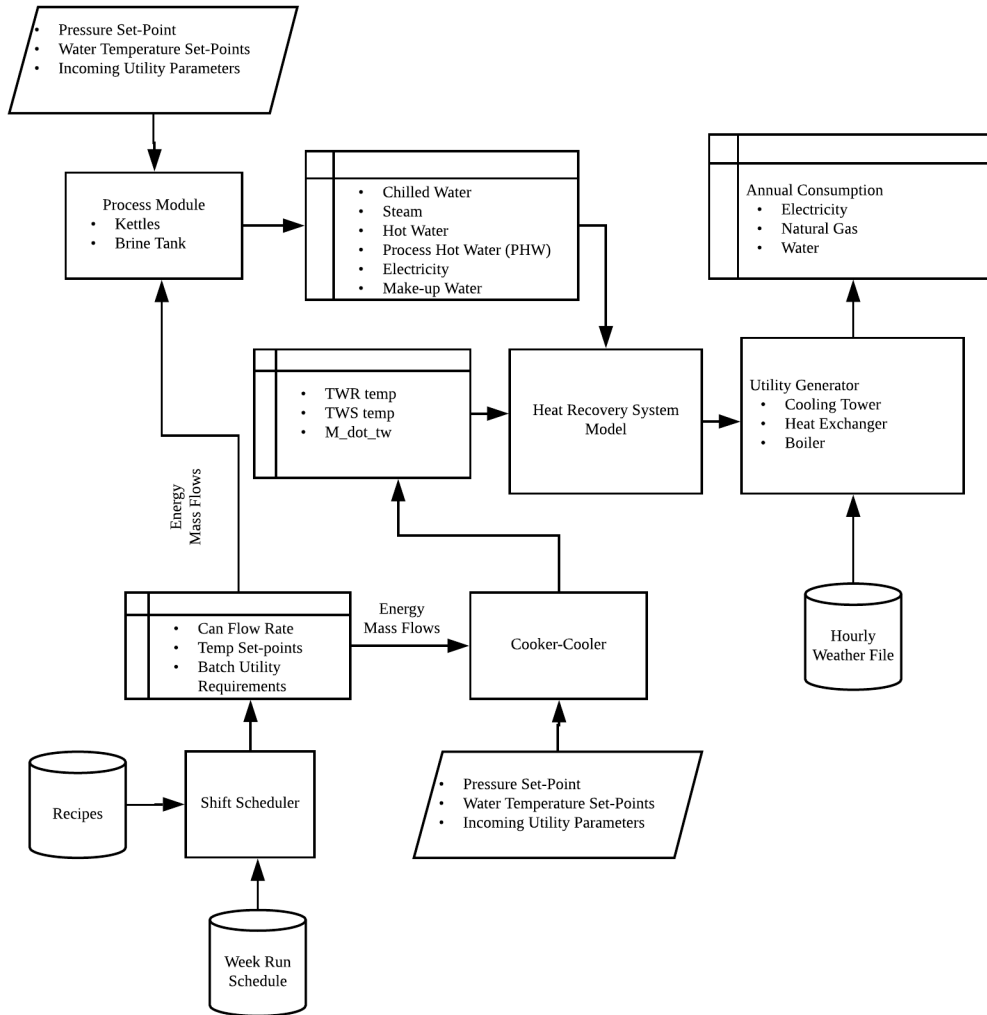 • Pressure Set-Point
• Water Temperature Set-Points
• Incoming Utility Parameters
Process Module
• Kettles
• Brine Tank
• Chilled Water
• Steam
• Hot Water
• Process Hot Water (PHW)
• Electricity
• Make-up Water
Annual Consumption
• Electricity
• Natural Gas
• Water
• TWR temp
• TWS temp
• M_dot_tw
Heat Recovery System
Model
Utility Generator
• Cooling Tower
• Heat Exchanger
• Boiler
Energy
Mass Flows
• Can Flow Rate
• Temp Set-points
• Batch Utility
Requirements
Energy
Mass Flows
Cooker-Cooler
Hourly
Weather File
Recipes
Shift Scheduler
• Pressure Set-Point
• Water Temperature Set-Points
• Incoming Utility Parameters
Week Run
Schedule